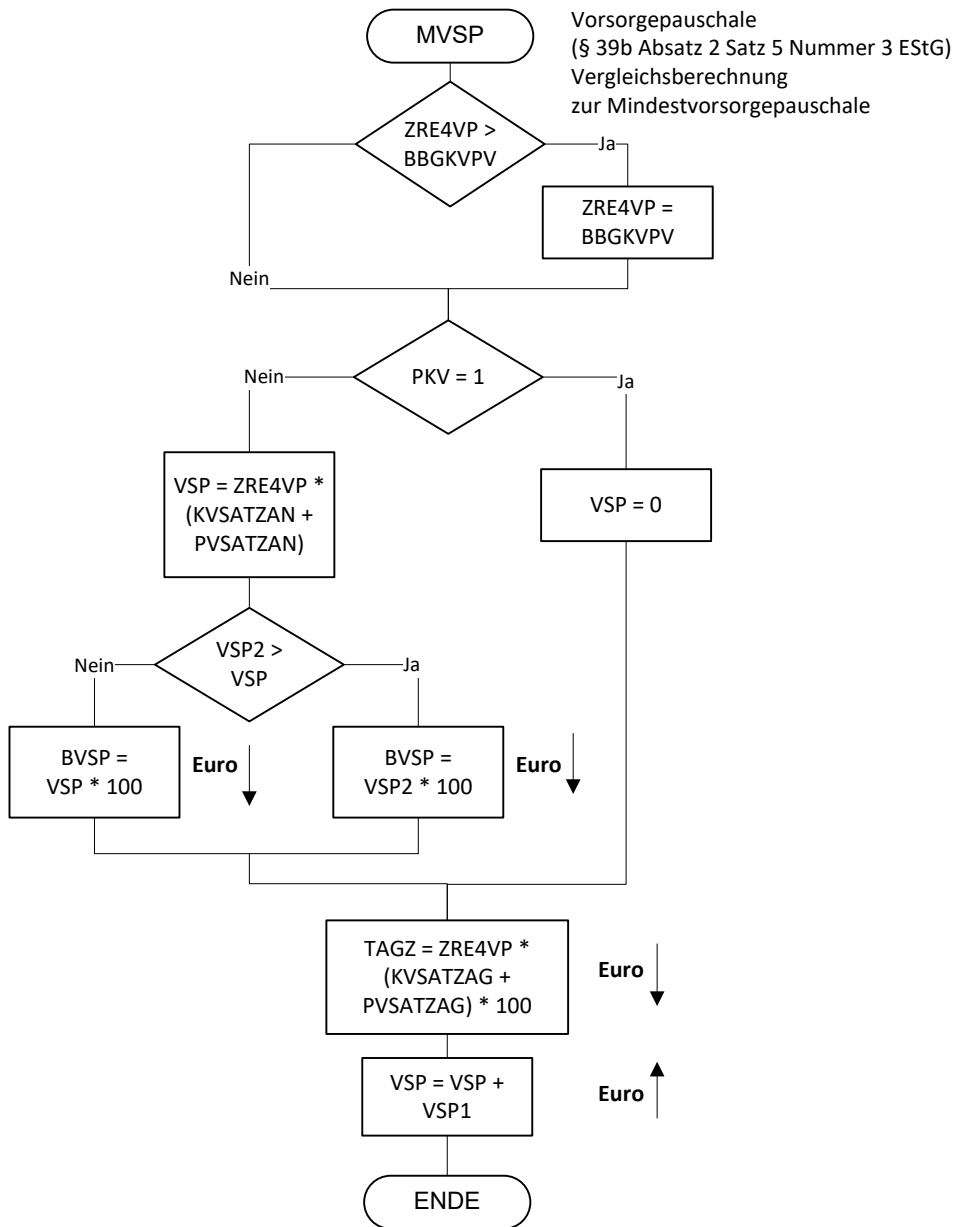 MVSP
Vorsorgepauschale
(§ 39b Absatz 2 Satz 5 Nummer 3 EStG)
Vergleichsberechnung
zur Mindestvorsorgepauschale
ZRE4VP >
BBGKVPV
Ja
ZRE4VP =
BBGKVPV
Nein
Nein
PKV = 1
Ja
VSP = ZRE4VP *
(KVSATZAN +
PVSATZAN)
VSP = 0
Nein
VSP2 >
VSP
Ja
BVSP =
VSP * 100
Euro
BVSP =
VSP2 * 100
Euro
TAGZ = ZRE4VP *
(KVSATZAG +
PVSATZAG) * 100
Euro
VSP = VSP +
VSP1
Euro
ENDE